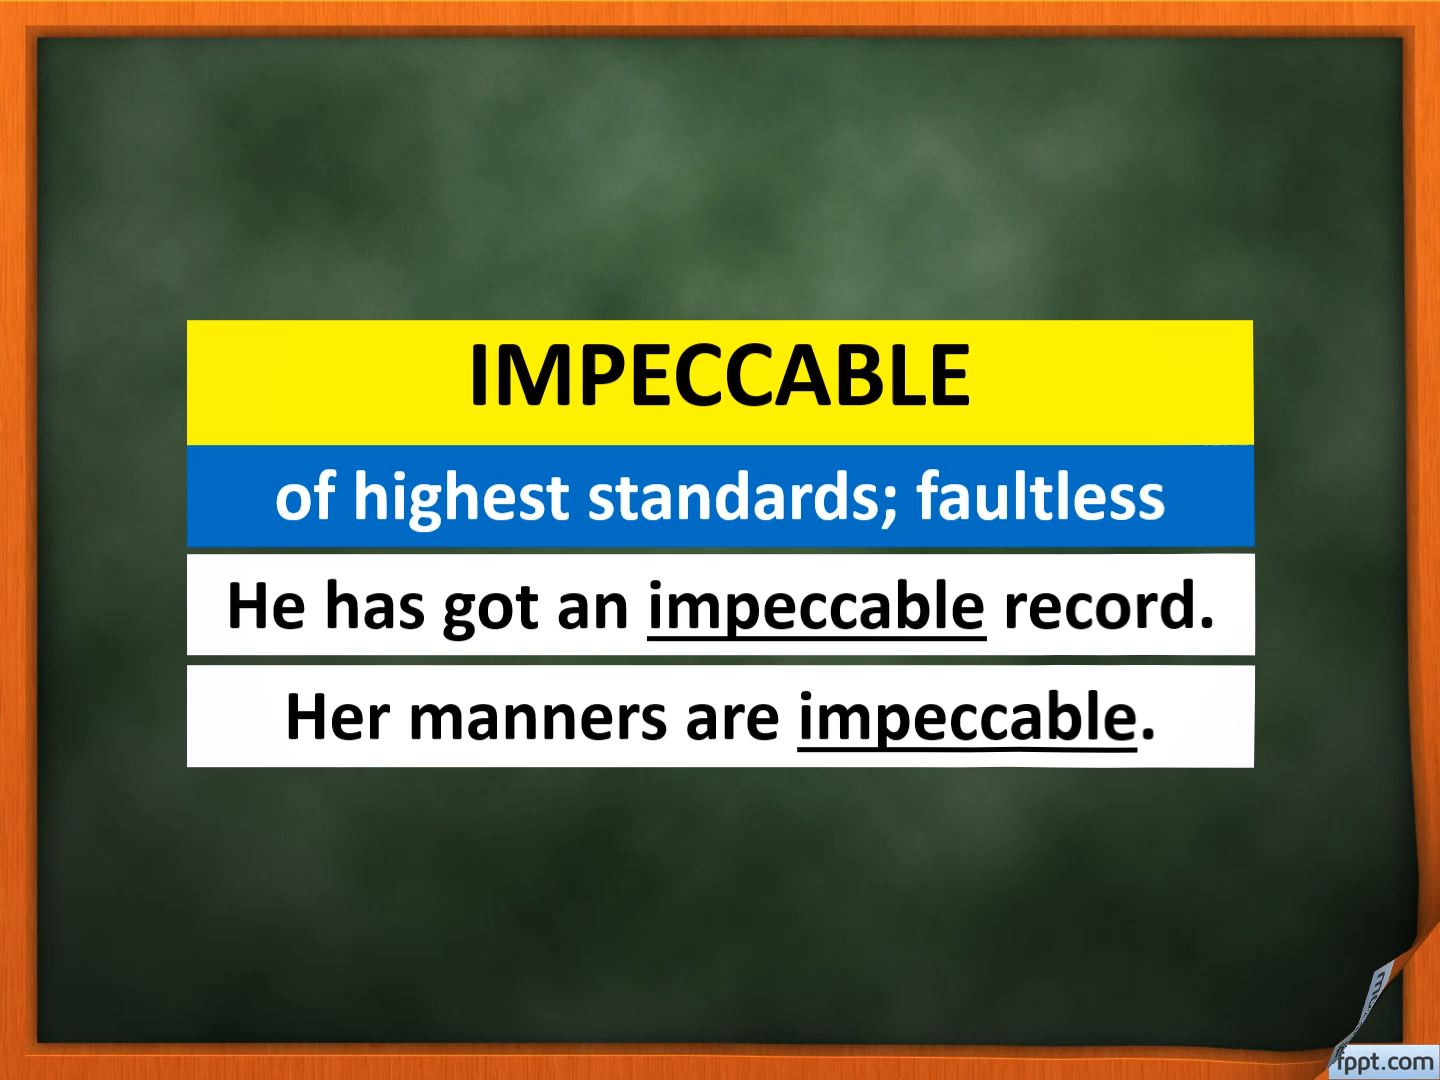 IMPECCABLE
of highest standards; faultless
He has got an impeccable record.
Her manners are impeccable.
fppt.com